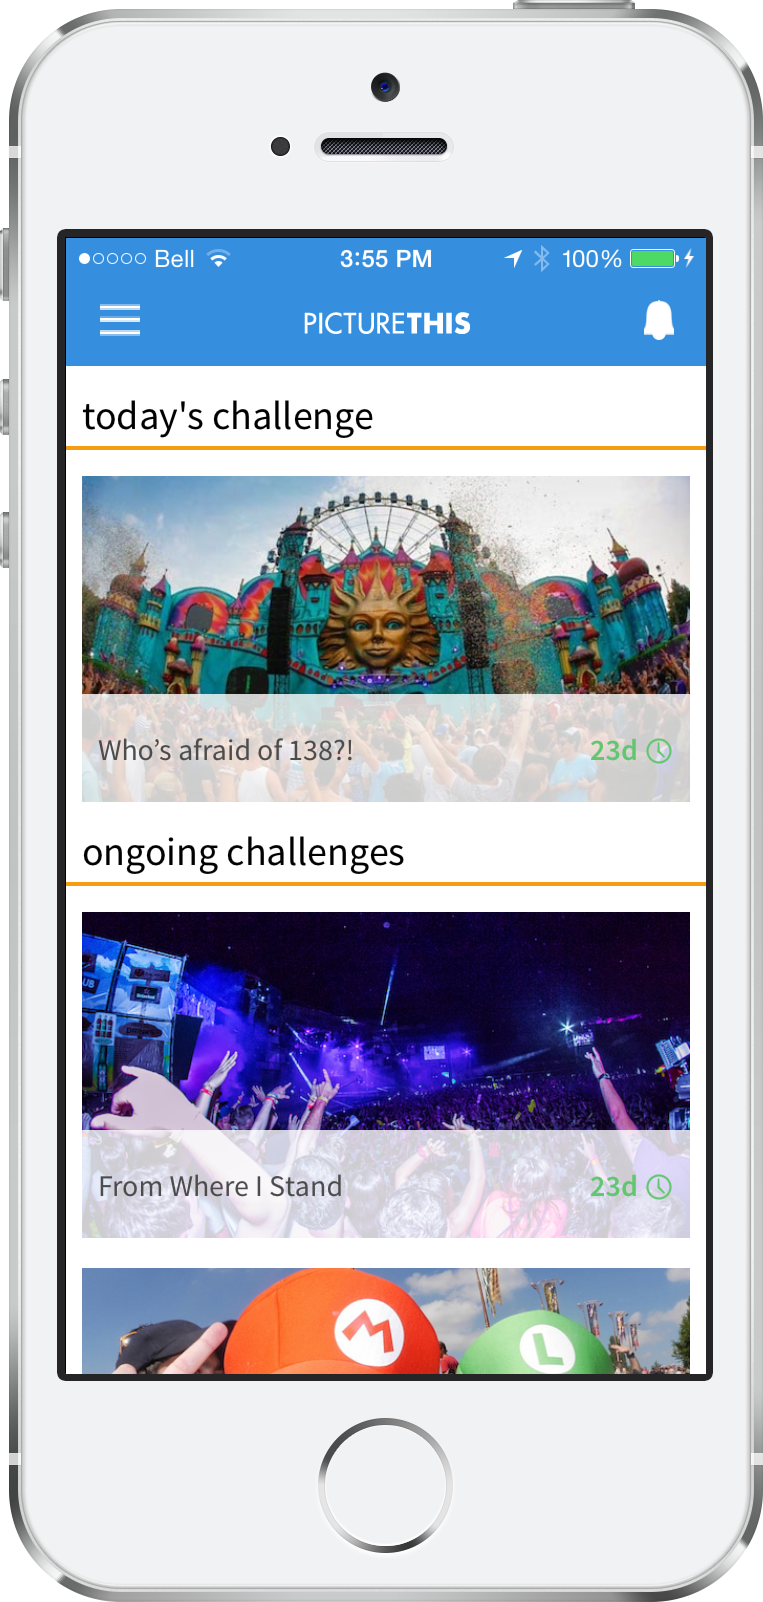 Bell 3:55 PM 100%
PICTURETHIS
today's challenge
Who’s afraid of 138?!
23d
ongoing challenges
From Where I Stand
23d
M
L